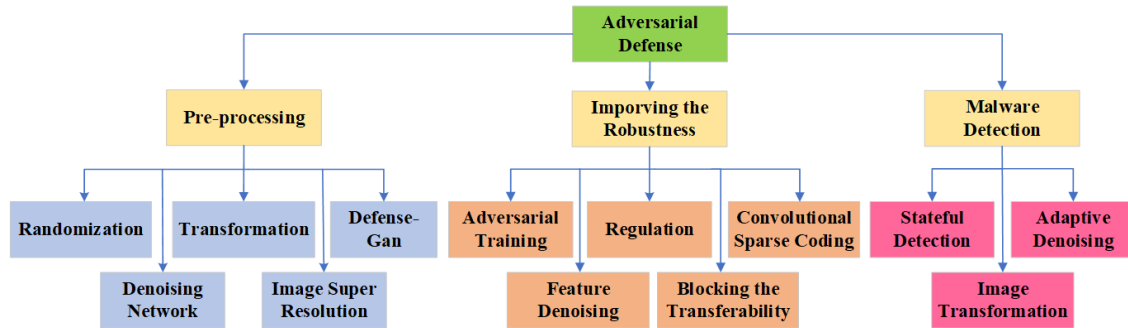 Adversarial
Defense
Pre-processing
Imporving the
Robustness
Malware
Detection
Randomization
Transformation
Defense-
Gan
Adversarial
Training
Regulation
Convolutional
Sparse Coding
Stateful
Detection
Adaptive
Denoising
Denoising
Network
Image Super
Resolution
Feature
Denoising
Blocking the
Transferability
Image
Transformation